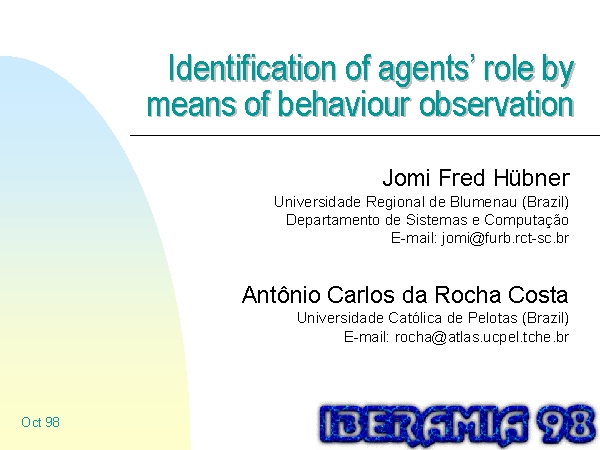 Identification of agents’ role by
means of behaviour observation
Jomi Fred Hübner
Universidade Regional de Blumenau (Brazil)
Departamento de Sistemas e Computação
E-mail: jomi@furb.rct-sc.br
Antônio Carlos da Rocha Costa
Universidade Católica de Pelotas (Brazil)
E-mail: rocha@atlas.ucpel.tche.br
Oct 98
IBERAMIA 98